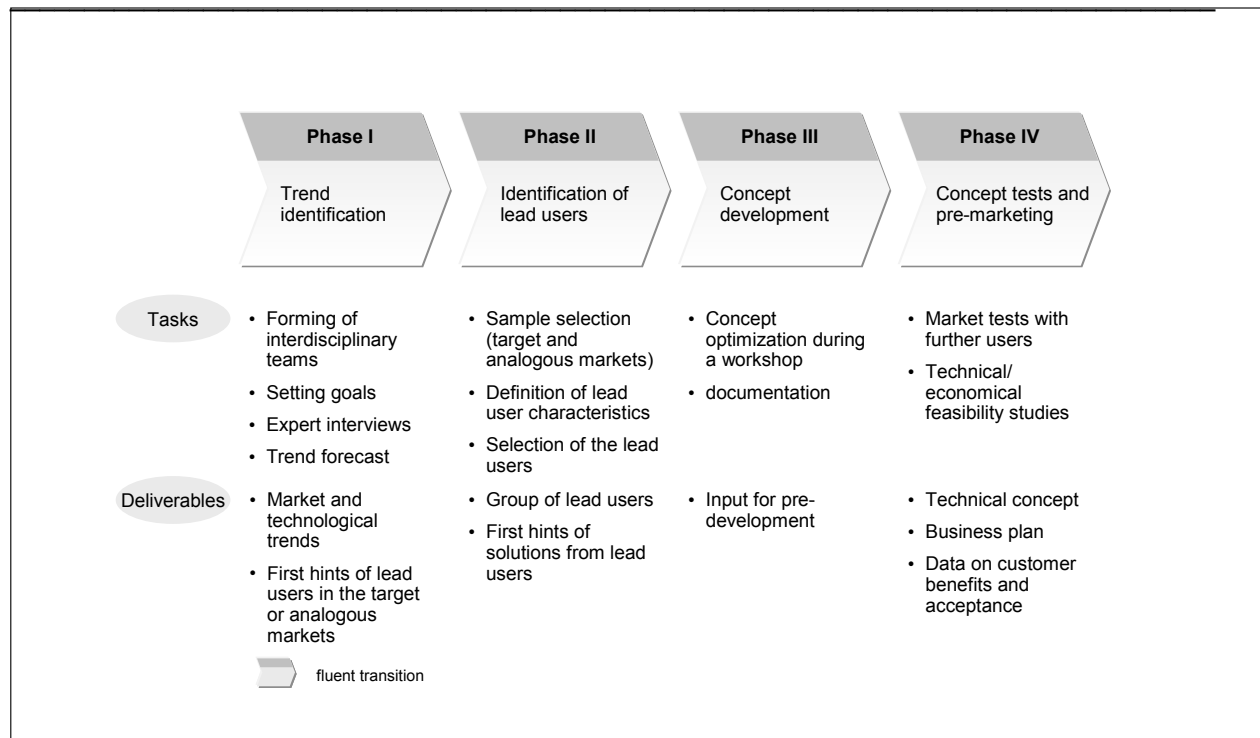 Phase I
Trend
identification
Phase II
Identification of
lead users
Phase III
Concept
development
Phase IV
Concept tests and
pre-marketing
Tasks
• Forming of
interdisciplinary
teams
• Setting goals
• Expert interviews
• Trend forecast
• Sample selection
(target and
analogous markets)
• Definition of lead
user characteristics
• Selection of the lead
users
• Concept
optimization during
a workshop
• documentation
• Market tests with
further users
• Technical/
economical
feasibility studies
Deliverables
• Market and
technological
trends
• First hints of lead
users in the target
or analogous
markets
• Group of lead users
• First hints of
solutions from lead
users
• Input for pre-
development
• Technical concept
• Business plan
• Data on customer
benefits and
acceptance
fluent transition